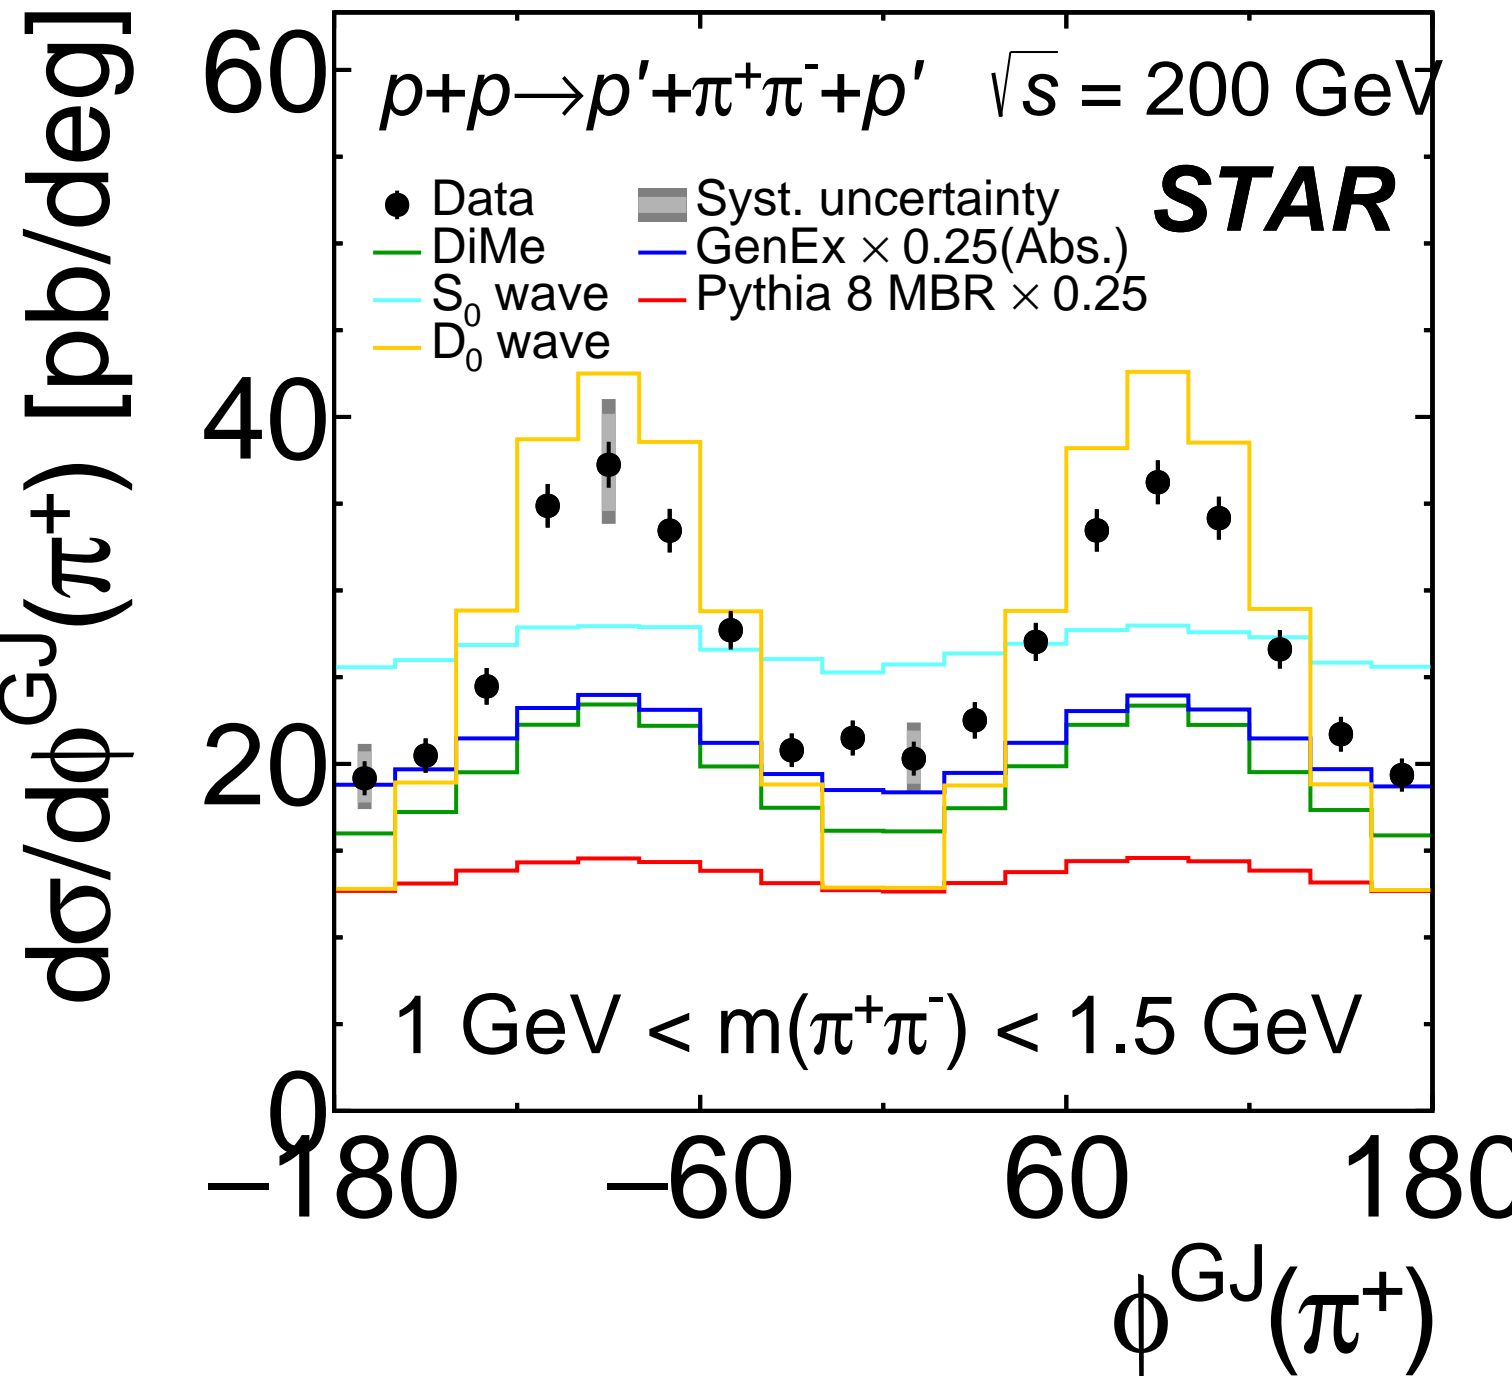 dσ/dϕ^GJ(π⁺) [pb/deg]
60
40
20
0
p+p→p′+π⁺π⁻+p′ √s = 200 GeV
STAR
Data
Syst. uncertainty
DiMe
GenEx × 0.25(Abs.)
S₀ wave
Pythia 8 MBR × 0.25
D₀ wave
1 GeV < m(π⁺π⁻) < 1.5 GeV
−180 −60 60 180
ϕ^GJ(π⁺)